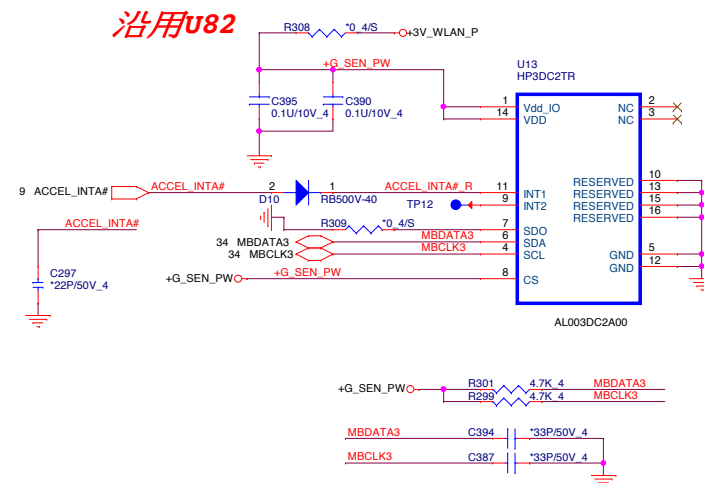 沿用U82
R308 *0_4/S +3V_WLAN_P
+G_SEN_PW
U13
HP3DC2TR
C395
0.1U/10V_4
C390
0.1U/10V_4
1 Vdd_IO NC 2
14 VDD NC 3
RESERVED 10
RESERVED 13
RESERVED 15
RESERVED 16
9 ACCEL_INTA# ACCEL_INTA# 2 1 ACCEL_INTA#_R 11 INT1
D10 RB500V-40 TP12 9 INT2
ACCEL_INTA#
R309 *0_4/S 7 SDO
34 MBDATA3 MBDATA3 6 SDA
34 MBCLK3 MBCLK3 4 SCL
GND 5
GND 12
C297
*22P/50V_4
+G_SEN_PW +G_SEN_PW 8 CS
AL003DC2A00
+G_SEN_PW R301 4.7K_4 MBDATA3
R299 4.7K_4 MBCLK3
MBDATA3 C394 *33P/50V_4
MBCLK3 C387 *33P/50V_4